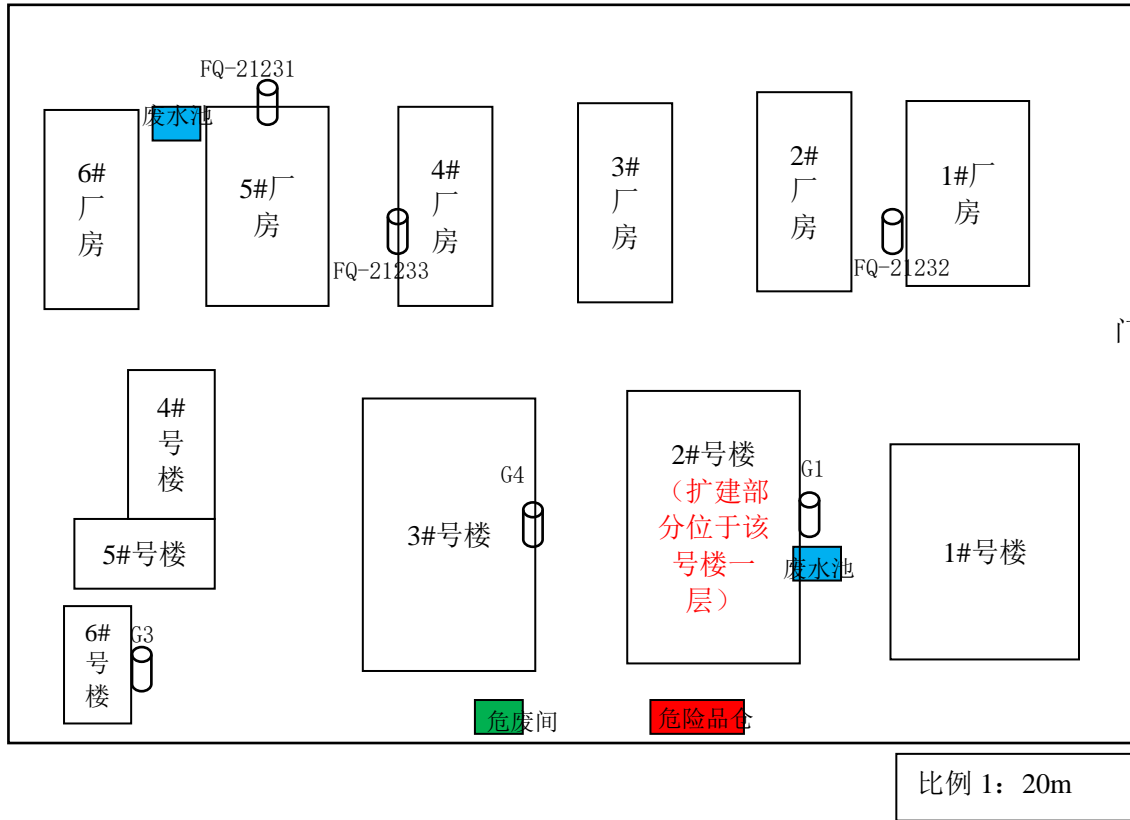 FQ-21231
废水池
6#
厂
房
5#厂
房
4#
厂
房
FQ-21233
3#
厂
房
2#
厂
房
1#厂
房
FQ-21232
门
4#
号
楼
5#号楼
6#
号
楼
G3
3#号楼
G4
2#号楼
（扩建部
分位于该
号楼一
层）
G1
废水池
1#号楼
危废间
危险品仓
比例 1：20m